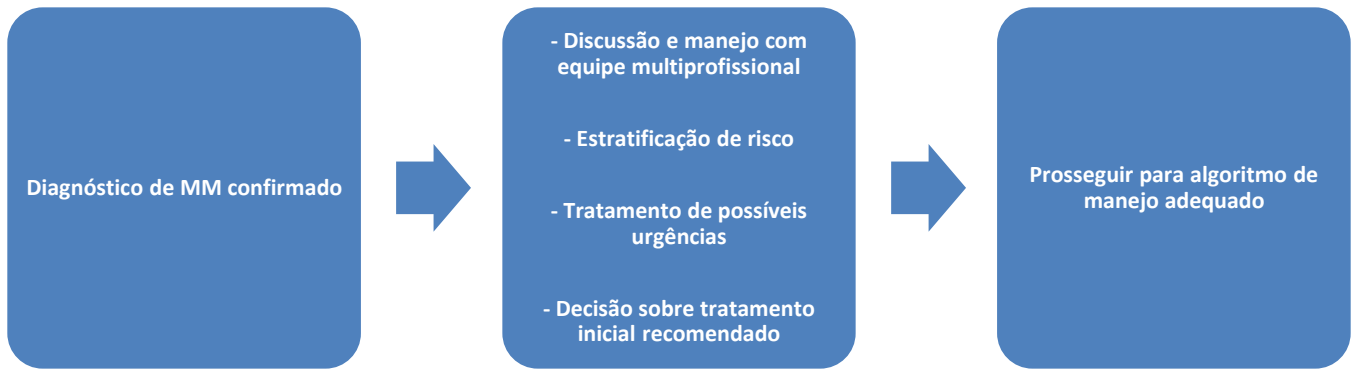 Diagnóstico de MM confirmado
- Discussão e manejo com
equipe multiprofissional
- Estratificação de risco
- Tratamento de possíveis
urgências
- Decisão sobre tratamento
inicial recomendado
Prosseguir para algoritmo de
manejo adequado